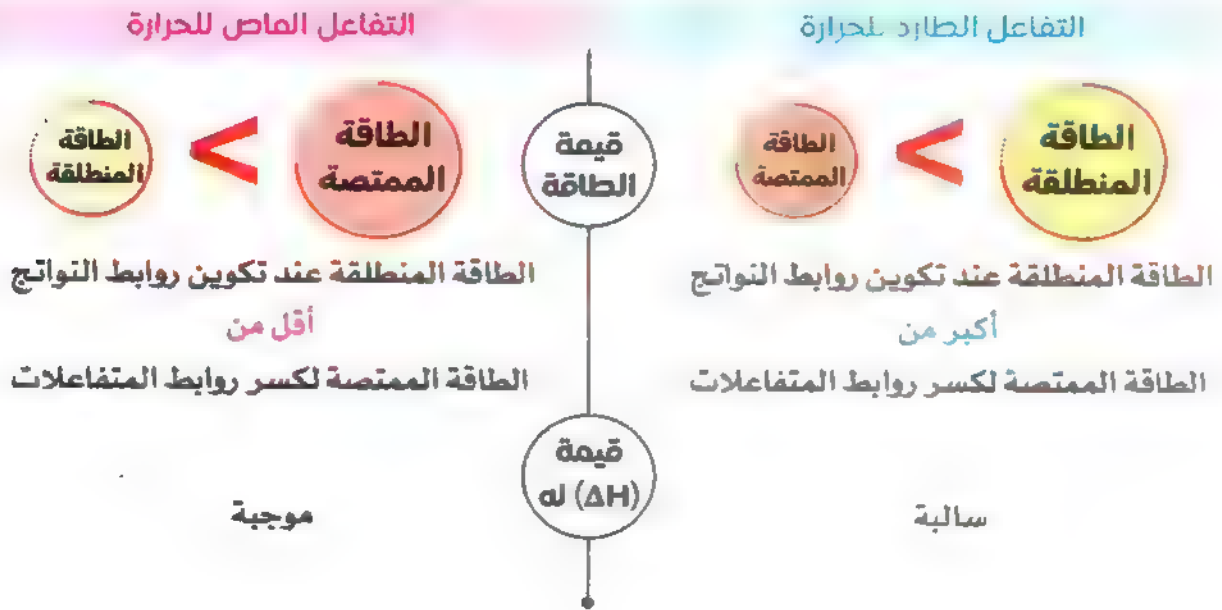 التفاعل الطارد للحرارة
التفاعل الماص للحرارة
الطاقة
المنطلقة
<
الطاقة
الممتصة
قيمة
الطاقة
الطاقة
الممتصة
<
الطاقة
المنطلقة
الطاقة المنطلقة عند تكوين روابط النواتج
أكبر من
الطاقة الممتصة لكسر روابط المتفاعلات
الطاقة المنطلقة عند تكوين روابط النواتج
أقل من
الطاقة الممتصة لكسر روابط المتفاعلات
سالبة
قيمة
(ΔH) له
موجبة